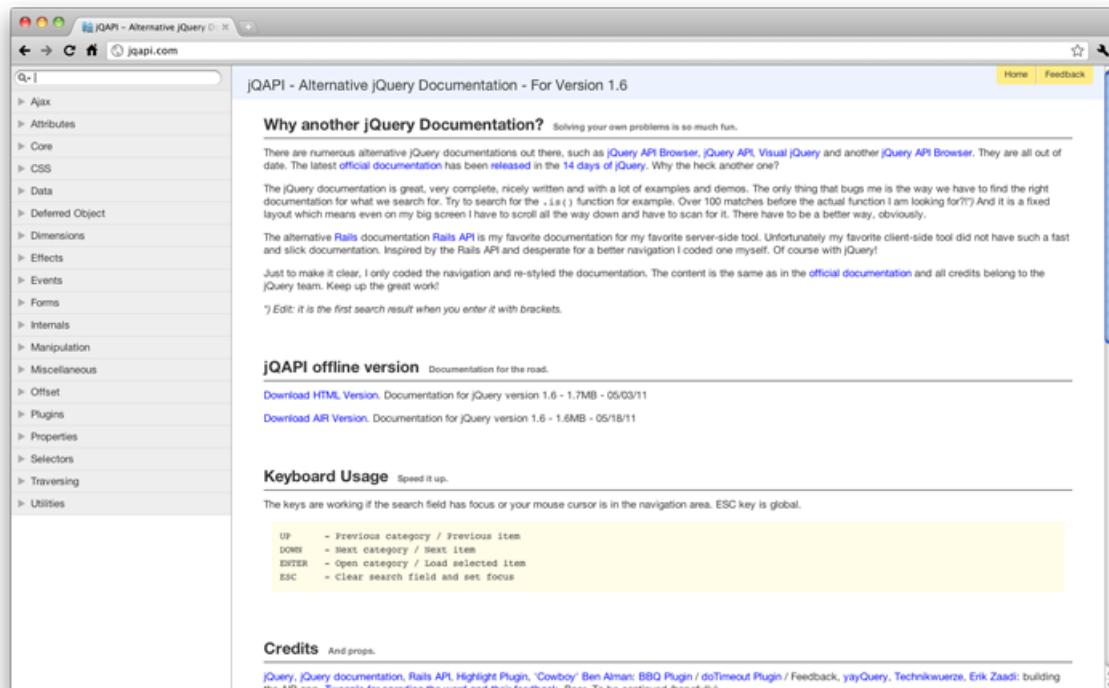 jQAPI - Alternative jQuery D
jqapi.com
Ajax
Attributes
Core
CSS
Data
Deferred Object
Dimensions
Effects
Events
Forms
Internals
Manipulation
Miscellaneous
Offset
Plugins
Properties
Selectors
Traversing
Utilities
jQAPI - Alternative jQuery Documentation - For Version 1.6
Home Feedback
Why another jQuery Documentation? Solving your own problems is so much fun.
There are numerous alternative jQuery documentations out there, such as jQuery API Browser, jQuery API, Visual jQuery and another jQuery API Browser. They are all out of
date. The latest official documentation has been released in the 14 days of jQuery. Why the heck another one?
The jQuery documentation is great, very complete, nicely written and with a lot of examples and demos. The only thing that bugs me is the way we have to find the right
documentation for what we search for. Try to search for the .is() function for example. Over 100 matches before the actual function I am looking for?!*) And it is a fixed
layout which means even on my big screen I have to scroll all the way down and have to scan for it. There have to be a better way, obviously.
The alternative Rails documentation Rails API is my favorite documentation for my favorite server-side tool. Unfortunately my favorite client-side tool did not have such a fast
and slick documentation. Inspired by the Rails API and desperate for a better navigation I coded one myself. Of course with jQuery!
Just to make it clear, I only coded the navigation and re-styled the documentation. The content is the same as in the official documentation and all credits belong to the
jQuery team. Keep up the great work!
*) Edit: it is the first search result when you enter it with brackets.
jQAPI offline version Documentation for the road.
Download HTML Version. Documentation for jQuery version 1.6 - 1.7MB - 05/03/11
Download AIR Version. Documentation for jQuery version 1.6 - 1.6MB - 05/18/11
Keyboard Usage Speed it up.
The keys are working if the search field has focus or your mouse cursor is in the navigation area. ESC key is global.
UP - Previous category / Previous item
DOWN - Next category / Next item
ENTER - Open category / Load selected item
ESC - Clear search field and set focus
Credits And props.
jQuery, jQuery documentation, Rails API, Highlight Plugin, 'Cowboy' Ben Alman: BBQ Plugin / doTimeout Plugin / Feedback, yayQuery, Technikwuerze, Erik Zaadi: building